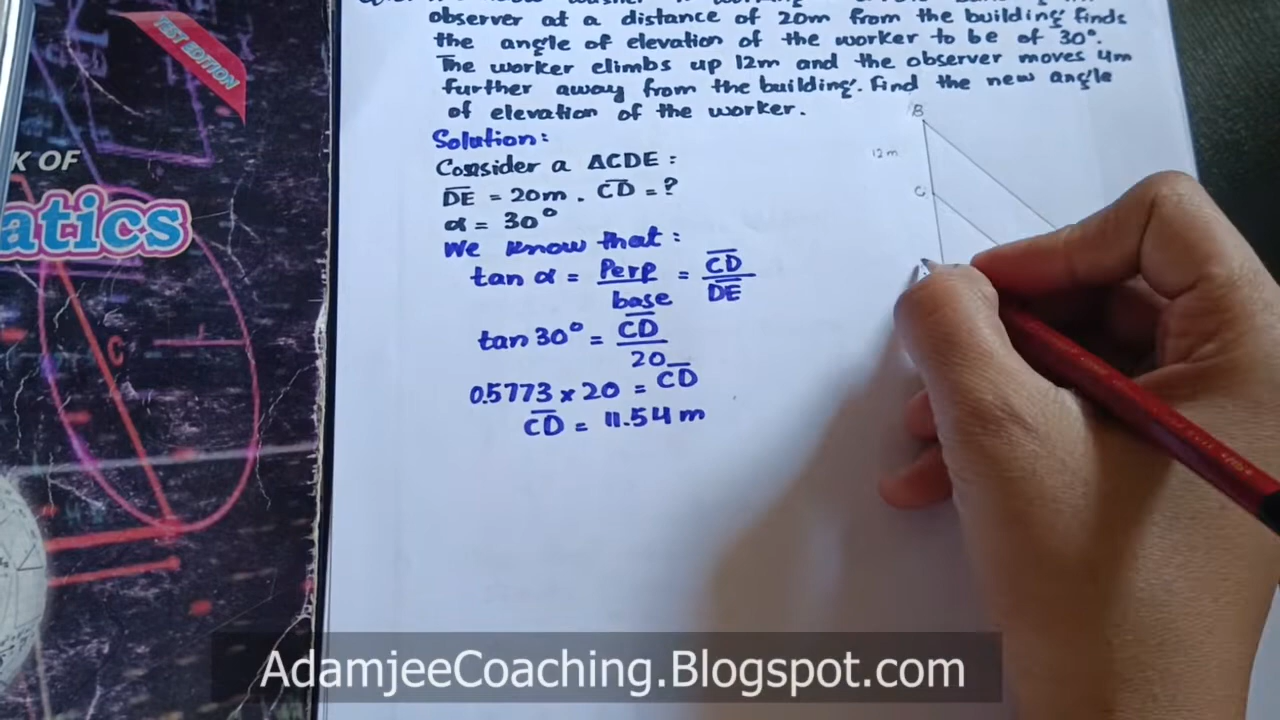 observer at a distance of 20m from the building finds
the angle of elevation of the worker to be of 30°.
The worker climbs up 12m and the observer moves 4m
further away from the building. Find the new angle
of elevation of the worker.
Solution:
Consider a ΔCDE :
DE = 20m . CD = ?
α = 30°
We know that :
tan α = Perp/base = CD/DE
tan 30° = CD/20
0.5773 x 20 = CD
CD = 11.54 m
B
12 m
C
TEST EDITION
K OF
atics
C
AdamjeeCoaching.Blogspot.com